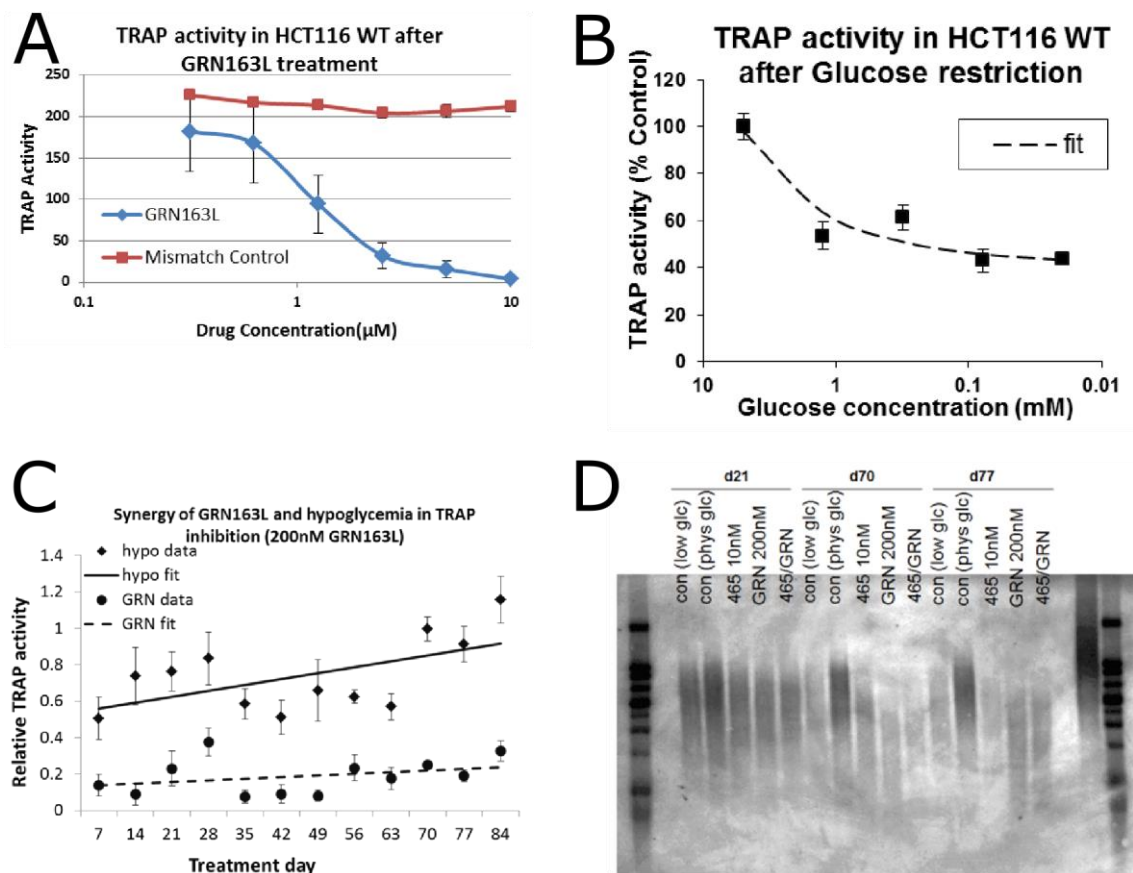 A
TRAP activity in HCT116 WT after
GRN163L treatment
TRAP Activity
250
200
150
100
50
0
GRN163L
Mismatch Control
0.1
1
10
Drug Concentration(µM)
B
TRAP activity in HCT116 WT
after Glucose restriction
TRAP activity (% Control)
120
100
80
60
40
20
0
fit
10
1
0.1
0.01
Glucose concentration (mM)
C
Synergy of GRN163L and hypoglycemia in TRAP
inhibition (200nM GRN163L)
Relative TRAP activity
1.4
1.2
1
0.8
0.6
0.4
0.2
0
hypo data
hypo fit
GRN data
GRN fit
7 14 21 28 35 42 49 56 63 70 77 84
Treatment day
D
d21 d70 d77
con (low glc)
con (phys glc)
465 10nM
GRN 200nM
465/GRN
con (low glc)
con (phys glc)
465 10nM
GRN 200nM
465/GRN
con (low glc)
con (phys glc)
465 10nM
GRN 200nM
465/GRN